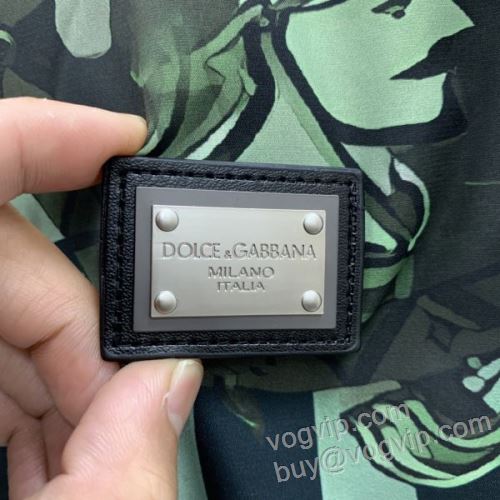 DOLCE & GABBANA
MILANO
ITALIA
vogvip.com
buy@vogvip.com